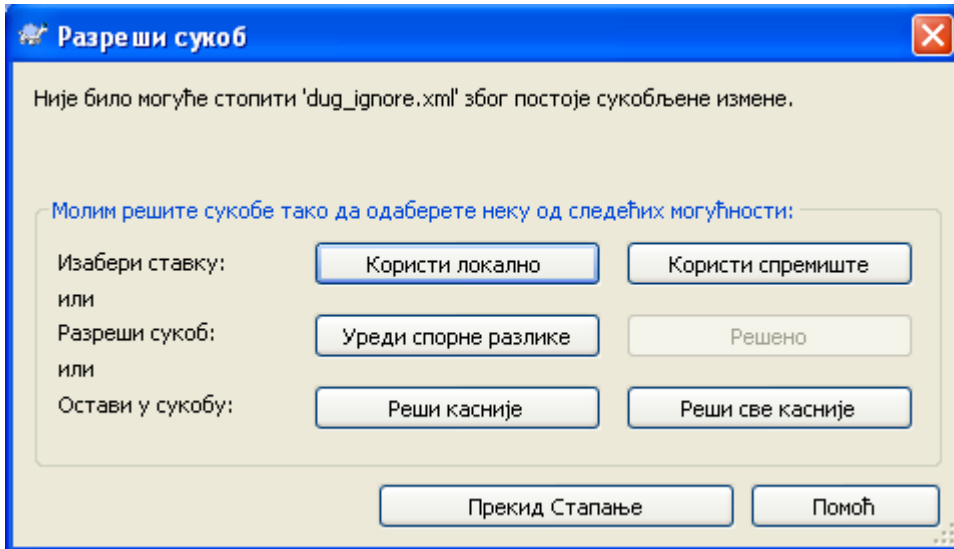 Разреши сукоб
Није било могуће стопити 'dug_ignore.xml' због постоје сукобљене измене.
Молим решите сукобе тако да одаберете неку од следећих могућности:
Изабери ставку: Користи локално Користи спремиште
или
Разреши сукоб: Уреди спорне разлике Решено
или
Остави у сукобу: Реши касније Реши све касније
Прекид Стапање Помоћ